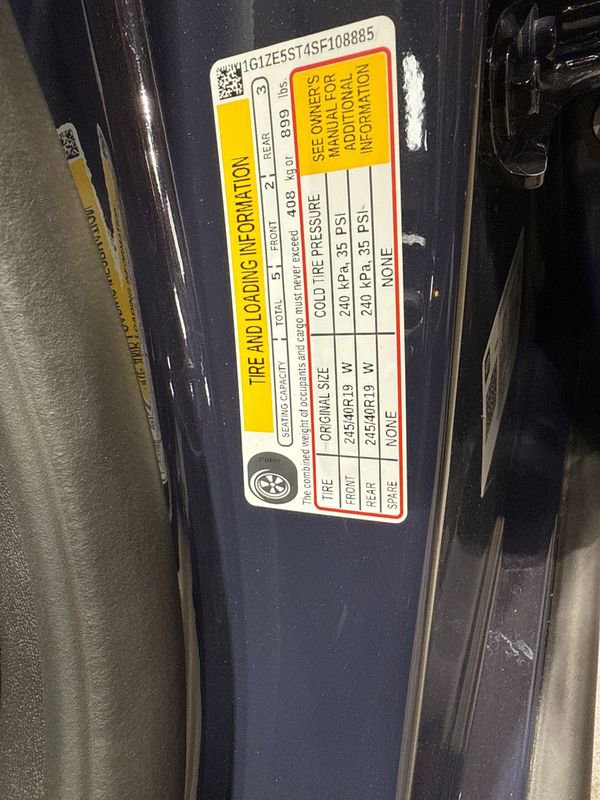 1G1ZE5ST4SF108885
TIRE AND LOADING INFORMATION
SEATING CAPACITY TOTAL 5 FRONT 2 REAR 3
The combined weight of occupants and cargo must never exceed 408 kg or 899 lbs.
TIRE ORIGINAL SIZE COLD TIRE PRESSURE
FRONT 245/40R19 W 240 kPa, 35 PSI
REAR 245/40R19 W 240 kPa, 35 PSI
SPARE NONE NONE
SEE OWNER'S
MANUAL FOR
ADDITIONAL
INFORMATION